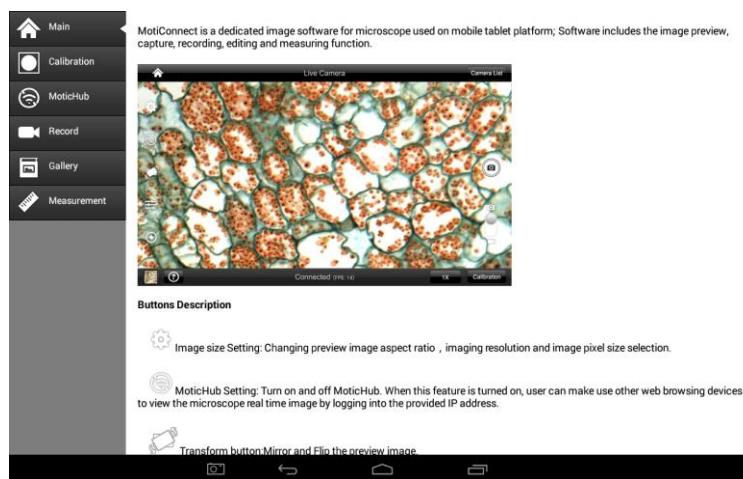 Main
Calibration
MoticHub
Record
Gallery
Measurement
MotiConnect is a dedicated image software for microscope used on mobile tablet platform; Software includes the image preview,
capture, recording, editing and measuring function.
Live Camera
Camera List
Connected (FPS: 14)
1X
Calibration
Buttons Description
Image size Setting: Changing preview image aspect ratio , imaging resolution and image pixel size selection.
MoticHub Setting: Turn on and off MoticHub. When this feature is turned on, user can make use other web browsing devices
to view the microscope real time image by logging into the provided IP address.
Transform button:Mirror and Flip the preview image.